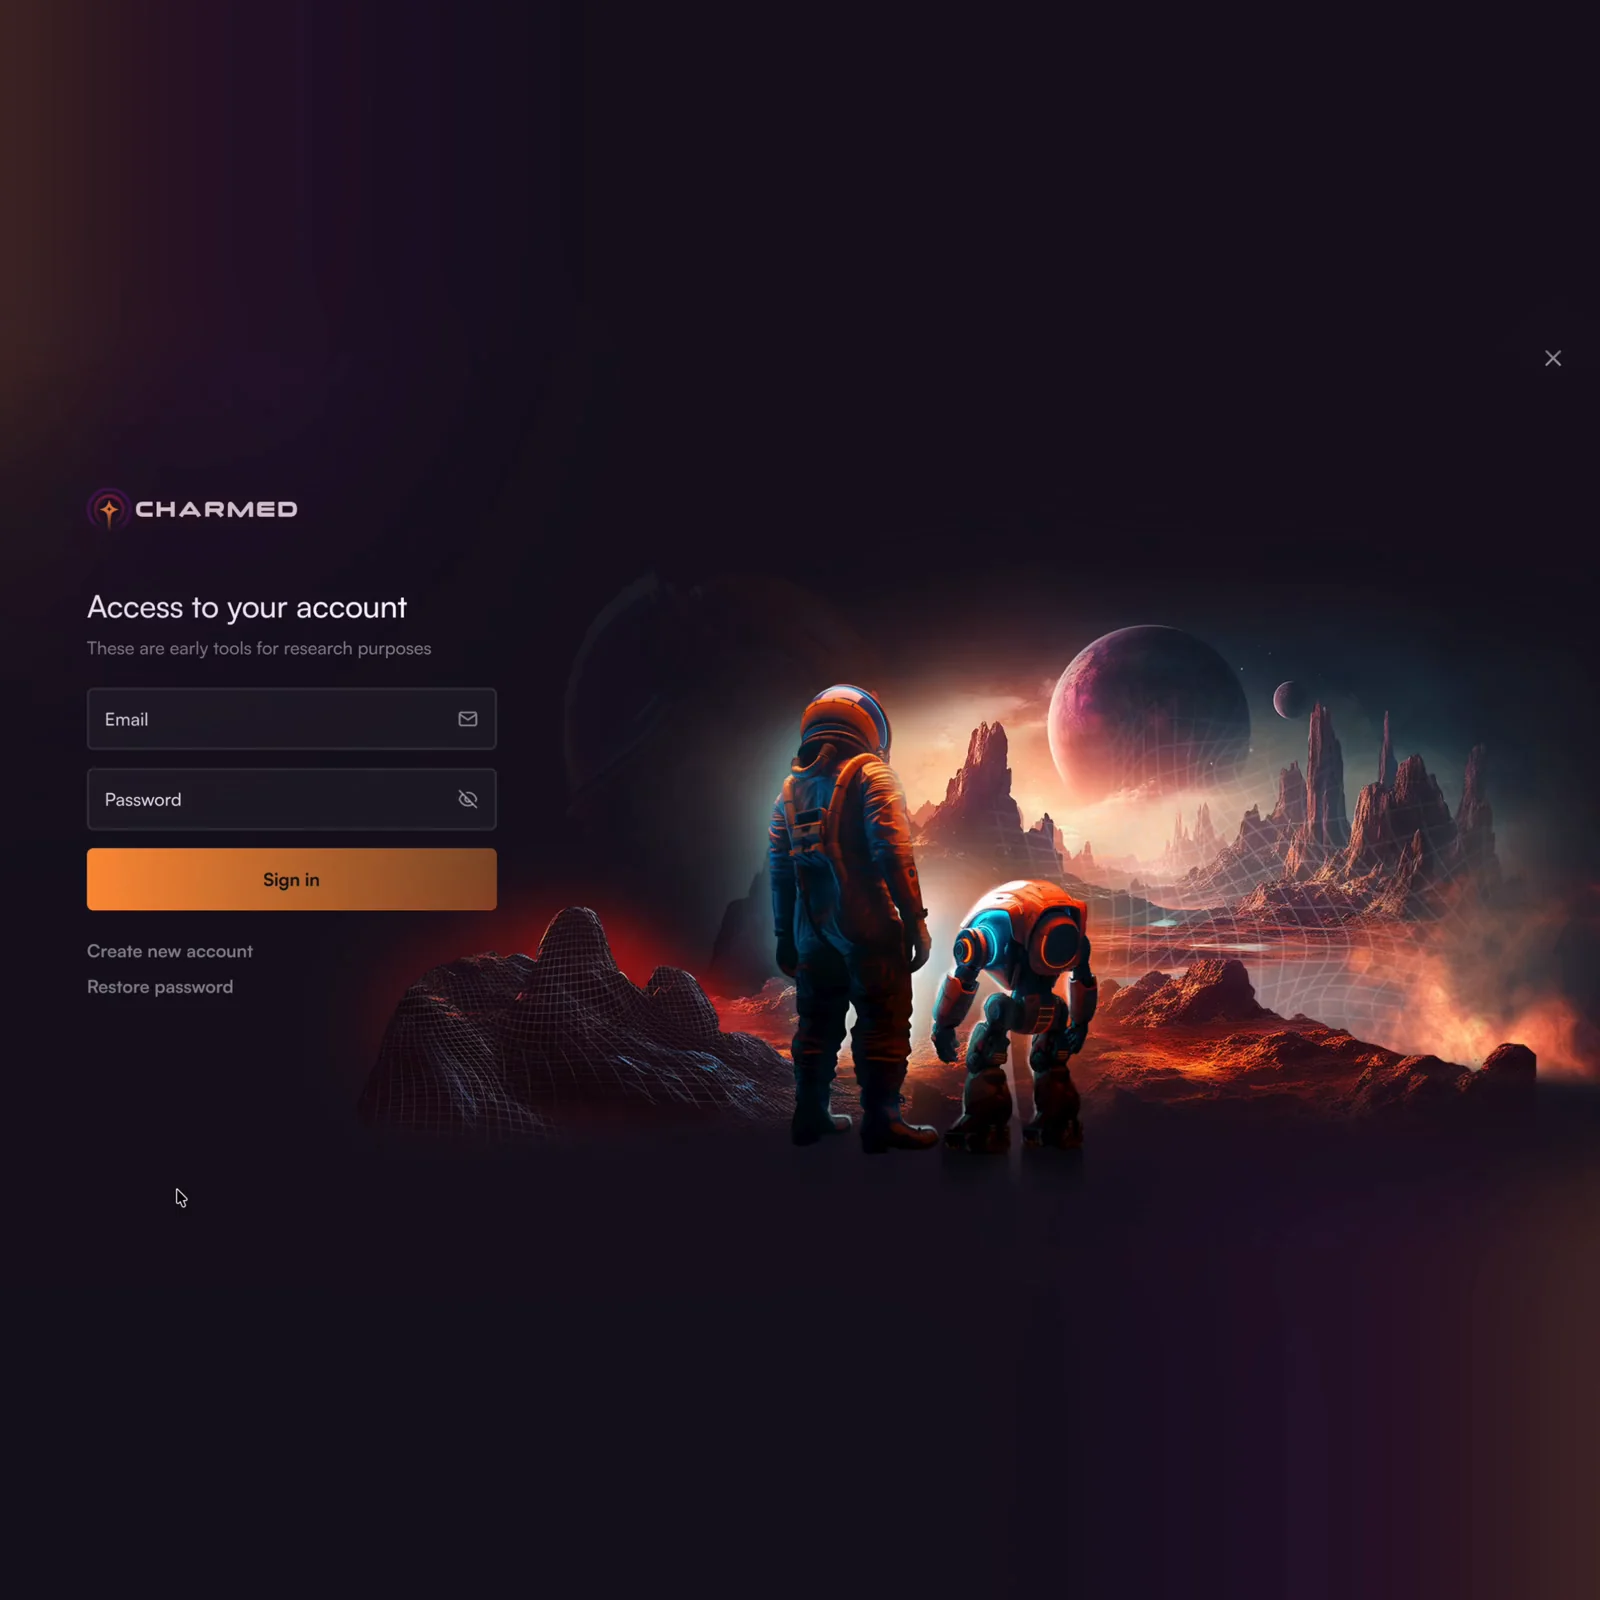 CHARMED
Access to your account
These are early tools for research purposes
Email
Password
Sign in
Create new account
Restore password